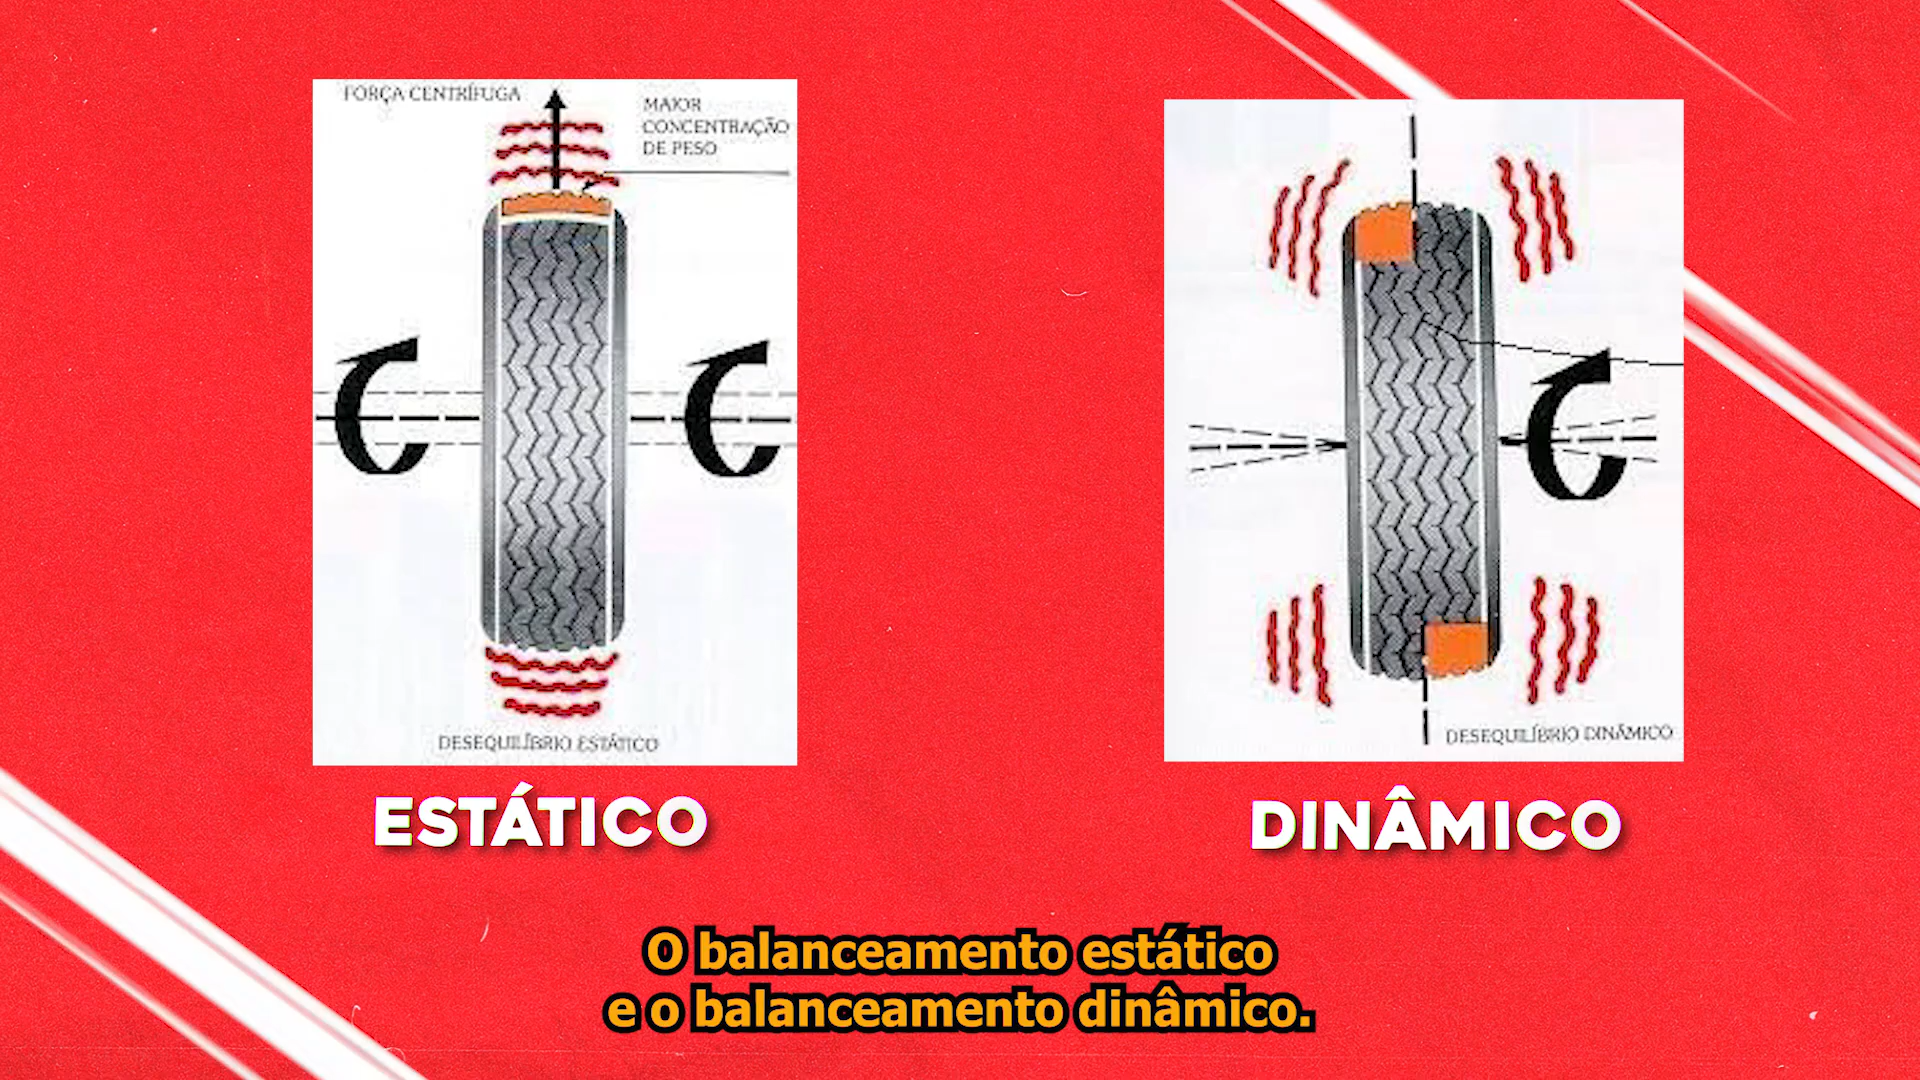 FORÇA CENTRÍFUGA
MAIOR
CONCENTRAÇÃO
DE PESO
DESEQUILÍBRIO ESTÁTICO
DESEQUILÍBRIO DINÂMICO
ESTÁTICO
DINÂMICO
O balanceamento estático
e o balanceamento dinâmico.